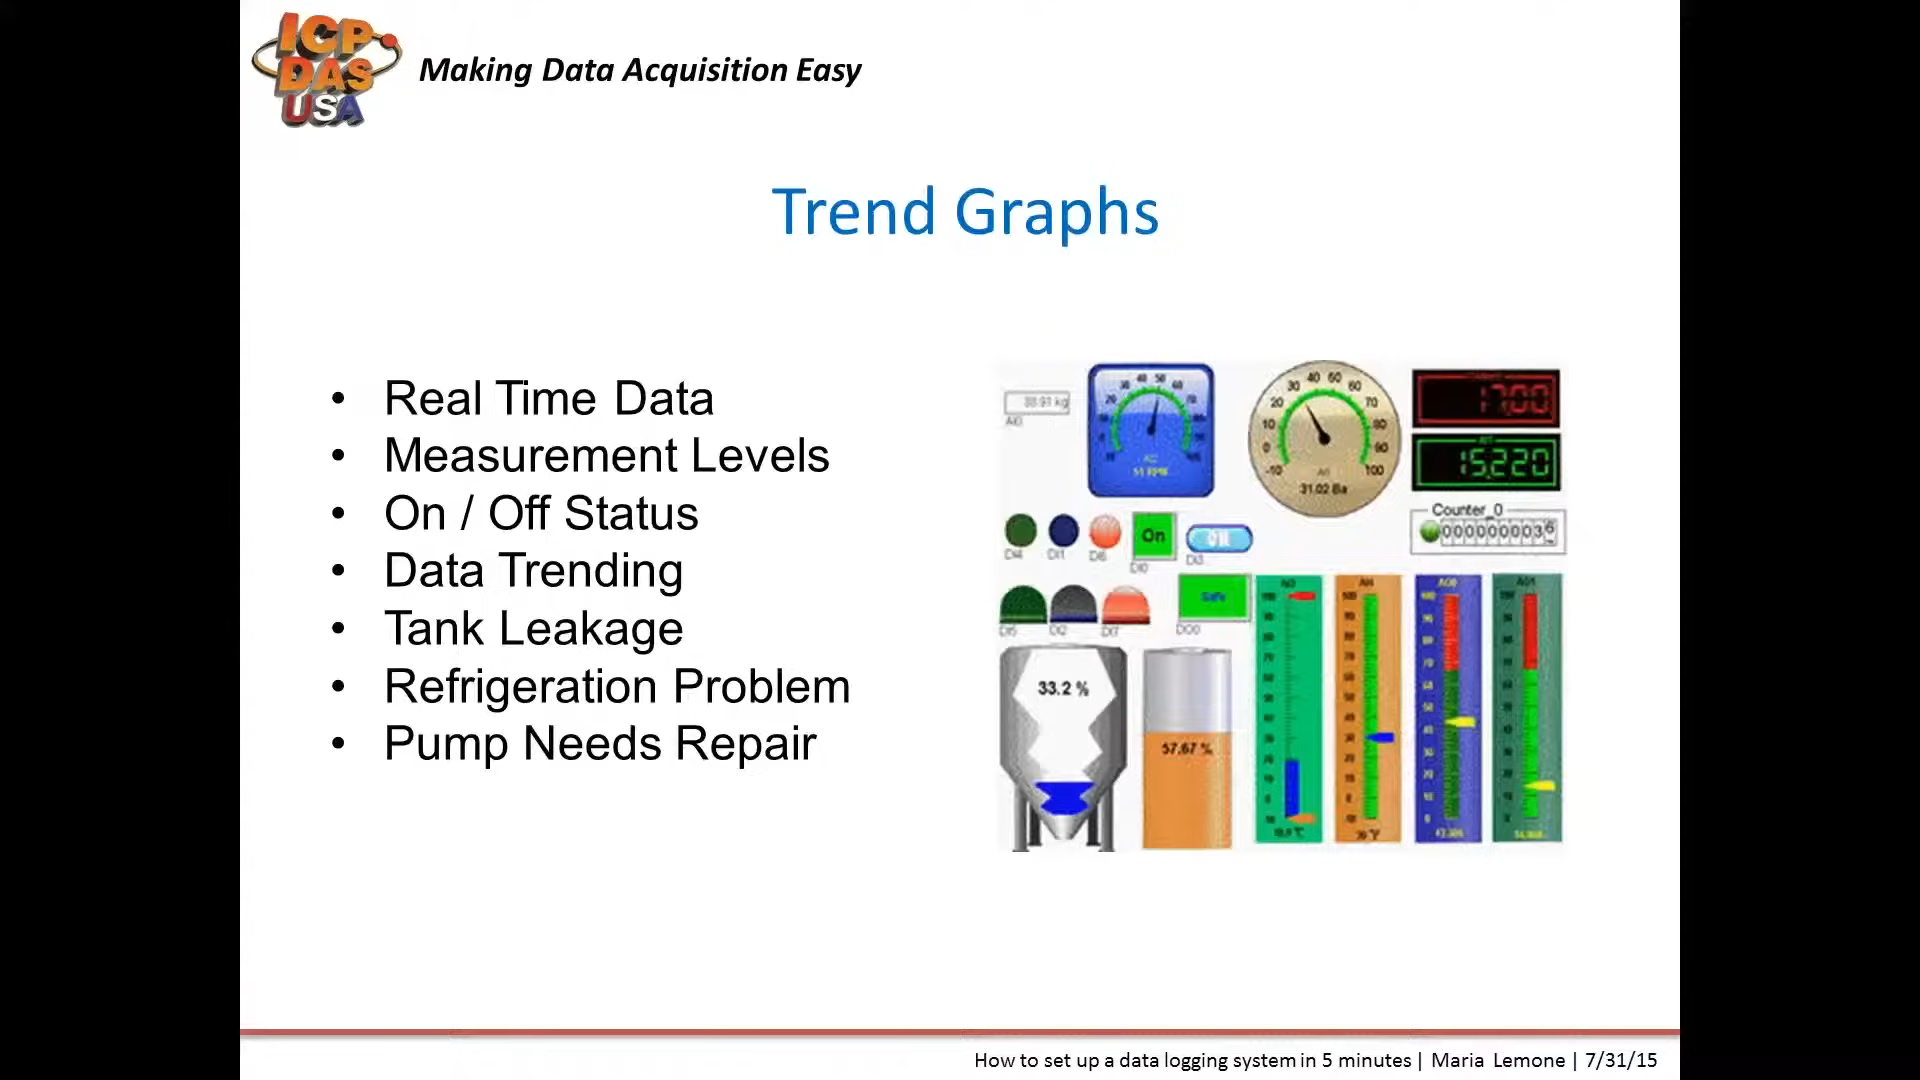 ICP
DAS
USA
Making Data Acquisition Easy
Trend Graphs
• Real Time Data
• Measurement Levels
• On / Off Status
• Data Trending
• Tank Leakage
• Refrigeration Problem
• Pump Needs Repair
17.00
15.220
31.02 Ba
Counter_0
On
Safe
33.2 %
57.67 %
How to set up a data logging system in 5 minutes | Maria Lemone | 7/31/15